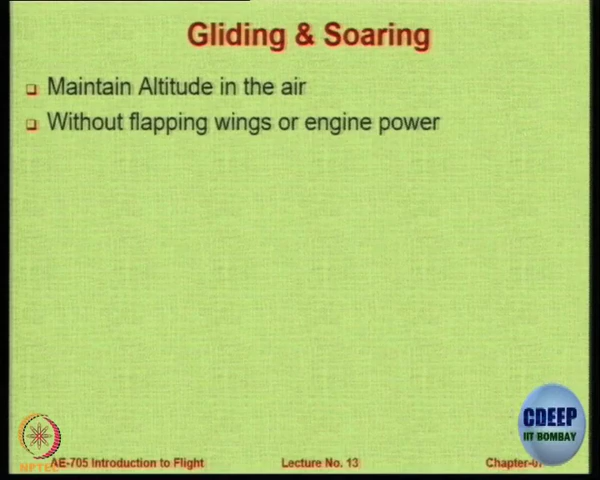 Gliding & Soaring
Maintain Altitude in the air
Without flapping wings or engine power
CDEEP
IIT BOMBAY
NPTEL
AE-705 Introduction to Flight
Lecture No. 13
Chapter-07